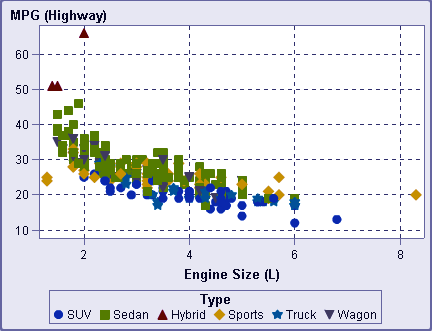 MPG (Highway)
60
50
40
30
20
10
2 4 6 8
Engine Size (L)
Type
SUV Sedan Hybrid Sports Truck Wagon